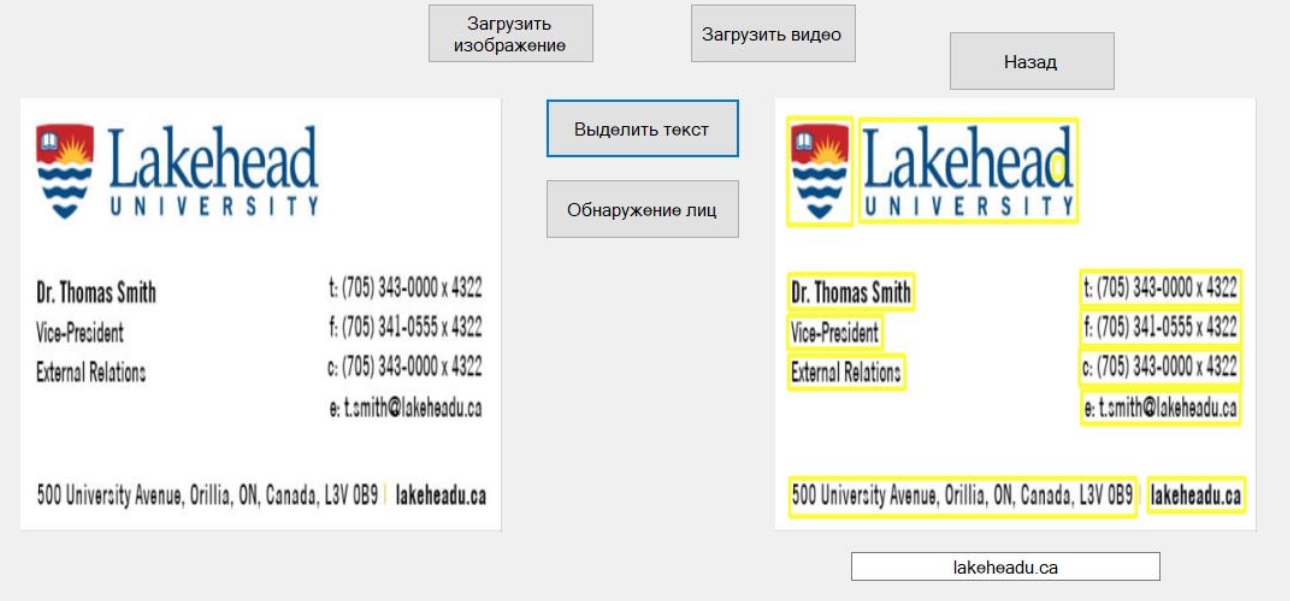 Загрузить
изображение
Загрузить видео
Назад
Выделить текст
Обнаружение лиц
Lakehead
UNIVERSITY
Dr. Thomas Smith
Vice-President
External Relations
t: (705) 343-0000 x 4322
f: (705) 341-0555 x 4322
c: (705) 343-0000 x 4322
e: t.smith@lakeheadu.ca
500 University Avenue, Orillia, ON, Canada, L3V 0B9 | lakeheadu.ca
Lakehead
UNIVERSITY
Dr. Thomas Smith
Vice-President
External Relations
t: (705) 343-0000 x 4322
f: (705) 341-0555 x 4322
c: (705) 343-0000 x 4322
e: t.smith@lakeheadu.ca
500 University Avenue, Orillia, ON, Canada, L3V 0B9 | lakeheadu.ca
lakeheadu.ca